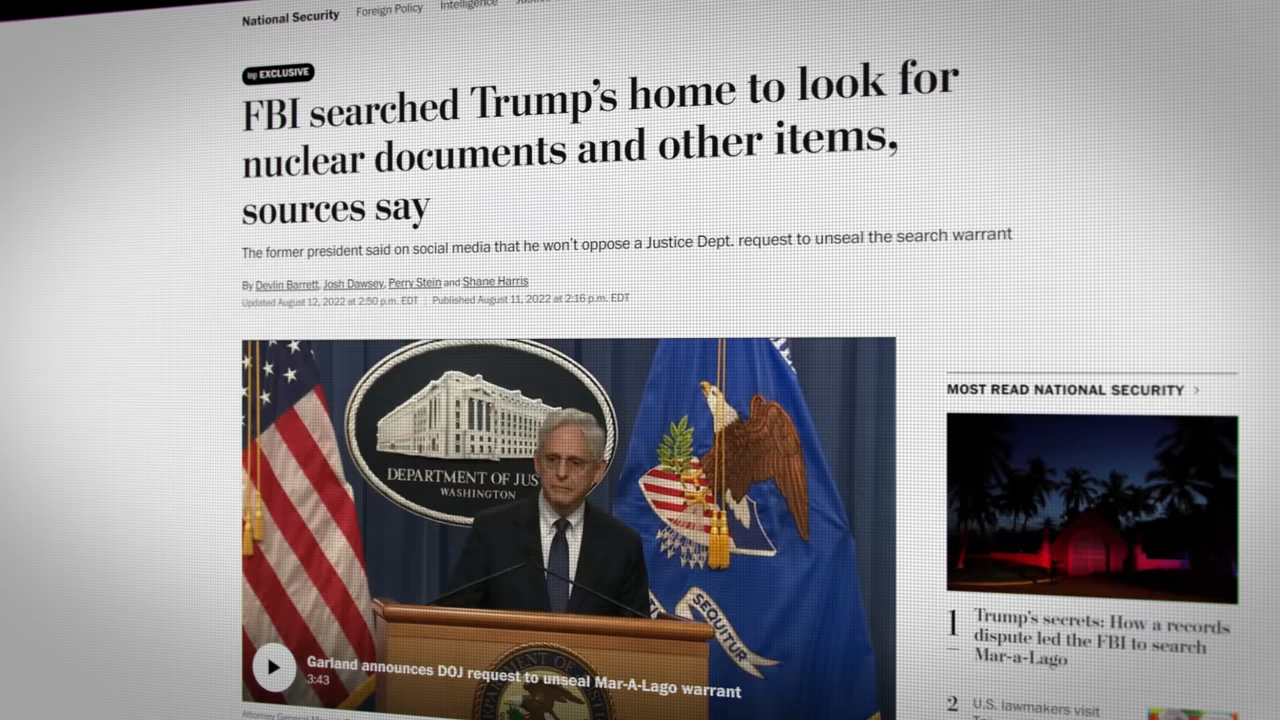 National Security Foreign Policy Intelligence
EXCLUSIVE
FBI searched Trump's home to look for
nuclear documents and other items,
sources say
The former president said on social media that he won't oppose a Justice Dept. request to unseal the search warrant
By Devlin Barrett, Josh Dawsey, Perry Stein and Shane Harris
Updated August 12, 2022 at 2:50 p.m. EDT Published August 11, 2022 at 2:16 p.m. EDT
DEPARTMENT OF JUS
WASHINGTON
SEQUITUR
DEPARTMENT OF
Garland announces DOJ request to unseal Mar-A-Lago warrant
3:43
MOST READ NATIONAL SECURITY >
1 Trump's secrets: How a records
dispute led the FBI to search
Mar-a-Lago
2 U.S. lawmakers visit